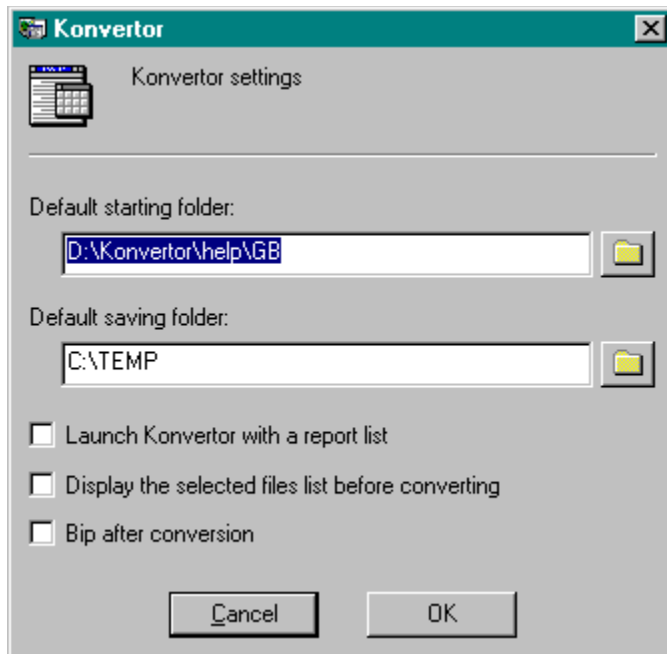 Konvertor
Konvertor settings
Default starting folder:
D:\Konvertor\help\GB
Default saving folder:
C:\TEMP
Launch Konvertor with a report list
Display the selected files list before converting
Bip after conversion
Cancel OK